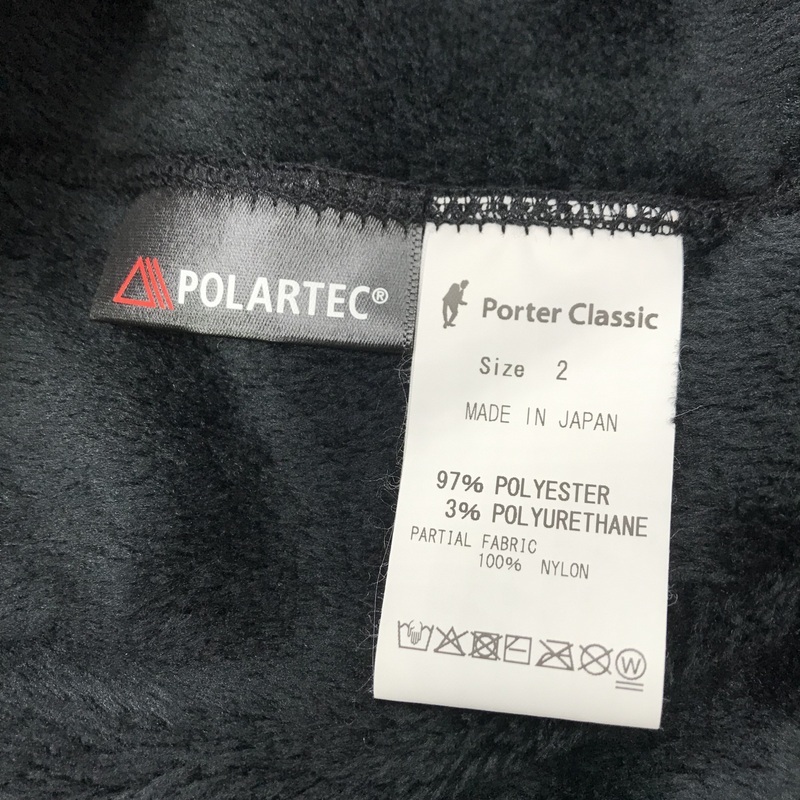 POLARTEC®
Porter Classic
Size 2
MADE IN JAPAN
97% POLYESTER
3% POLYURETHANE
PARTIAL FABRIC
100% NYLON
W